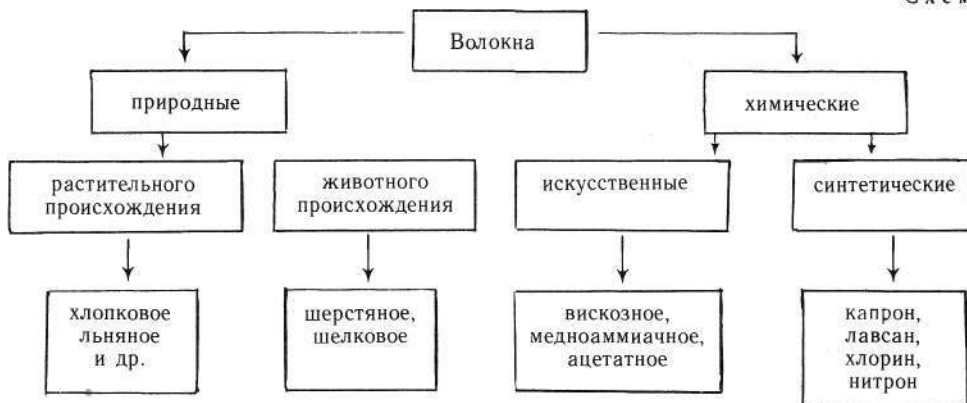 Волокна
природные
химические
растительного
происхождения
животного
происхождения
искусственные
синтетические
хлопковое
льняное
и др.
шерстяное,
шелковое
вискозное,
медноаммиачное,
ацетатное
капрон,
лавсан,
хлорин,
нитрон